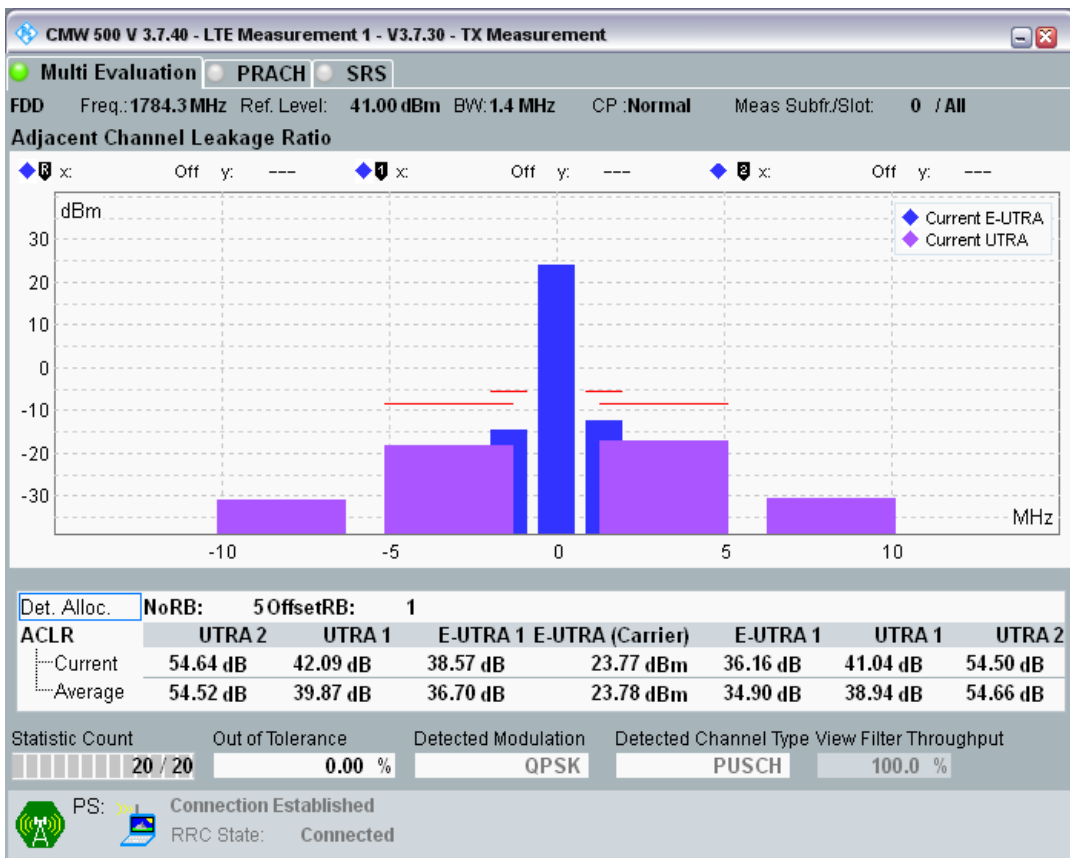 CMW 500 V 3.7.40 - LTE Measurement 1 - V3.7.30 - TX Measurement
Multi Evaluation PRACH SRS
FDD Freq.:1784.3 MHz Ref. Level: 41.00 dBm BW:1.4 MHz CP :Normal Meas Subfr./Slot: 0 / All
Adjacent Channel Leakage Ratio
R x: Off y: --- 1 x: Off y: --- 2 x: Off y: ---
dBm
Current E-UTRA
Current UTRA
30
20
10
0
-10
-20
-30
MHz
-10 -5 0 5 10
Det. Alloc. NoRB: 5 OffsetRB: 1
ACLR UTRA 2 UTRA 1 E-UTRA 1 E-UTRA (Carrier) E-UTRA 1 UTRA 1 UTRA 2
Current 54.64 dB 42.09 dB 38.57 dB 23.77 dBm 36.16 dB 41.04 dB 54.50 dB
Average 54.52 dB 39.87 dB 36.70 dB 23.78 dBm 34.90 dB 38.94 dB 54.66 dB
Statistic Count Out of Tolerance Detected Modulation Detected Channel Type View Filter Throughput
20 / 20 0.00 % QPSK PUSCH 100.0 %
PS: Connection Established
RRC State: Connected